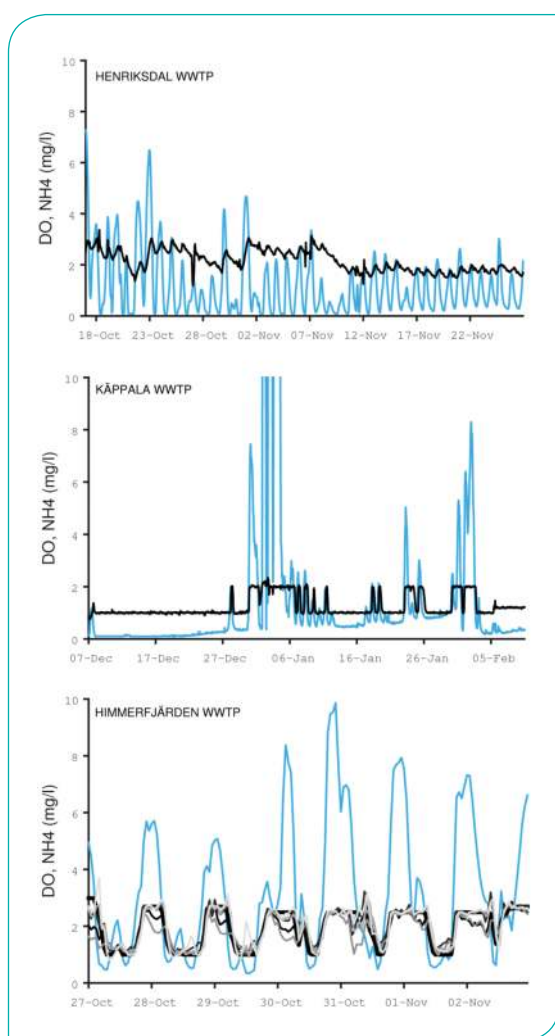 HENRIKSDAL WWTP
DO, NH4 (mg/l)
10
8
6
4
2
0
18-Oct 23-Oct 28-Oct 02-Nov 07-Nov 12-Nov 17-Nov 22-Nov
KÄPPALA WWTP
DO, NH4 (mg/l)
10
8
6
4
2
0
07-Dec 17-Dec 27-Dec 06-Jan 16-Jan 26-Jan 05-Feb
HIMMERFJÄRDEN WWTP
DO, NH4 (mg/l)
10
8
6
4
2
0
27-Oct 28-Oct 29-Oct 30-Oct 31-Oct 01-Nov 02-Nov